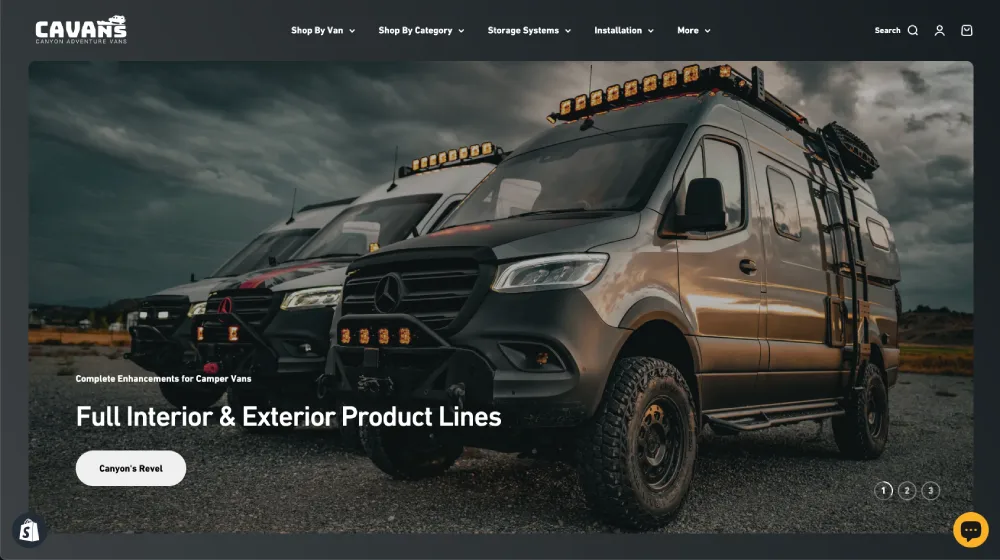 CAVANS
CANYON ADVENTURE VANS
Shop By Van
Shop By Category
Storage Systems
Installation
More
Search
Complete Enhancements for Camper Vans
Full Interior & Exterior Product Lines
Canyon's Revel
1 2 3